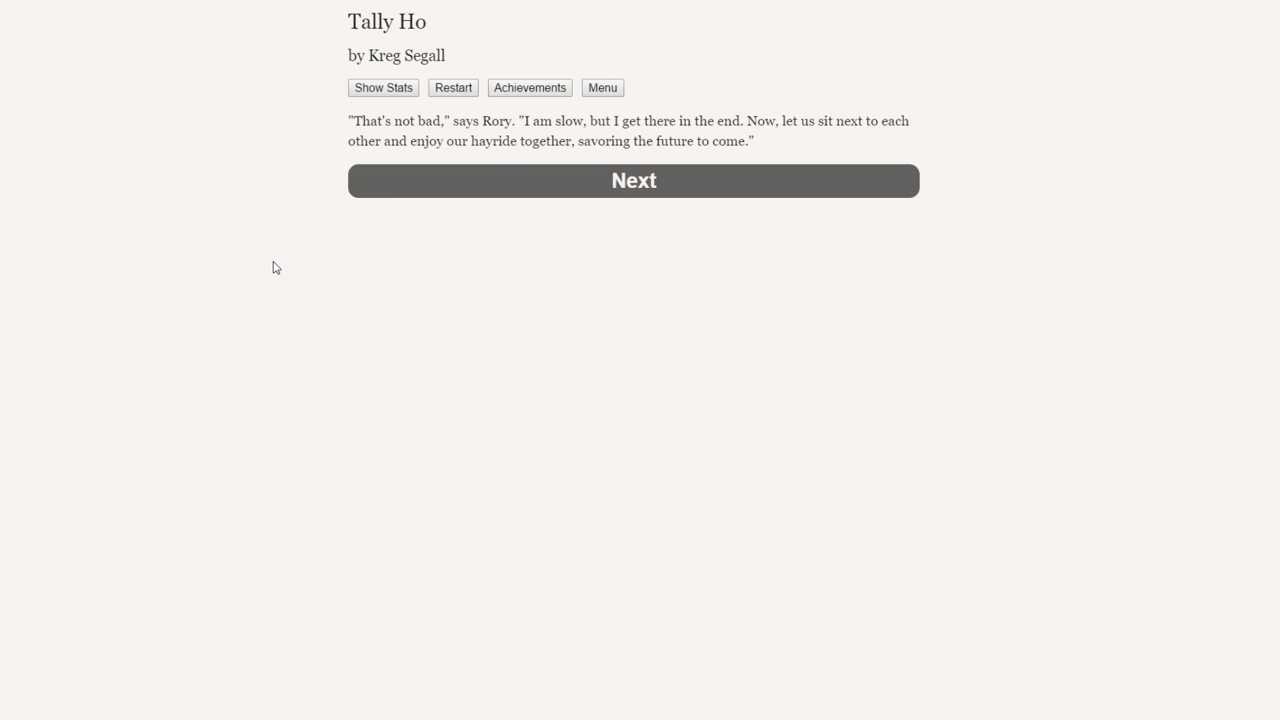 Tally Ho
by Kreg Segall
Show Stats Restart Achievements Menu
"That's not bad," says Rory. "I am slow, but I get there in the end. Now, let us sit next to each
other and enjoy our hayride together, savoring the future to come."
Next